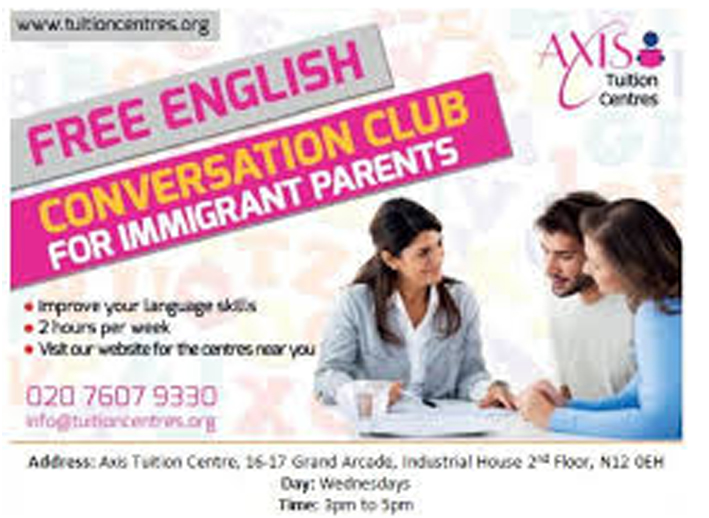 www.tuitioncentres.org
AXIS
Tuition
Centres
FREE ENGLISH
CONVERSATION CLUB
FOR IMMIGRANT PARENTS
• Improve your language skills
• 2 hours per week
• Visit our website for the centres near you
020 7607 9330
info@tuitioncentres.org
Address: Axis Tuition Centre, 16-17 Grand Arcade, Industrial House 2nd Floor, N12 0EH
Day: Wednesdays
Time: 3pm to 5pm